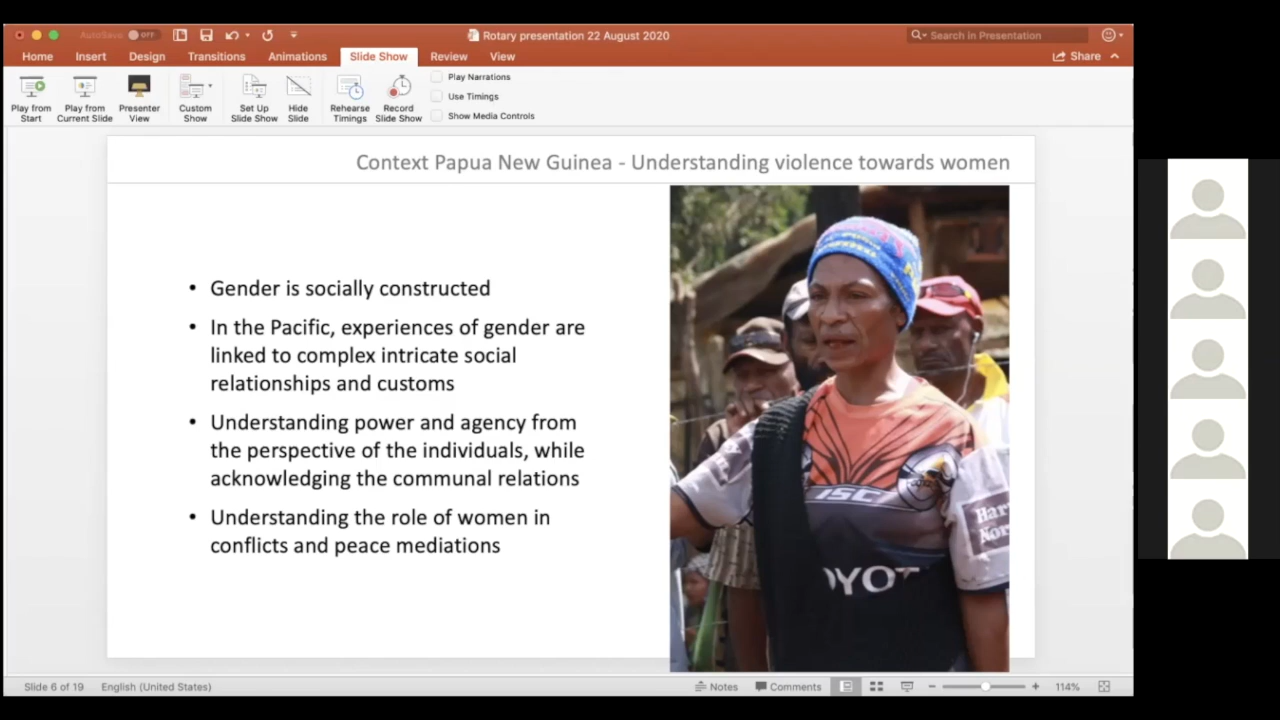 AutoSave OFF
Rotary presentation 22 August 2020
Search in Presentation
Home Insert Design Transitions Animations Slide Show Review View
Share
Play from Start
Play from Current Slide
Presenter View
Custom Show
Set Up Slide Show
Hide Slide
Rehearse Timings
Record Slide Show
Play Narrations
Use Timings
Show Media Controls
Context Papua New Guinea - Understanding violence towards women
• Gender is socially constructed
• In the Pacific, experiences of gender are
linked to complex intricate social
relationships and customs
• Understanding power and agency from
the perspective of the individuals, while
acknowledging the communal relations
• Understanding the role of women in
conflicts and peace mediations
ISC
Har
Nor
OYOT
Slide 6 of 19
English (United States)
Notes
Comments
114%